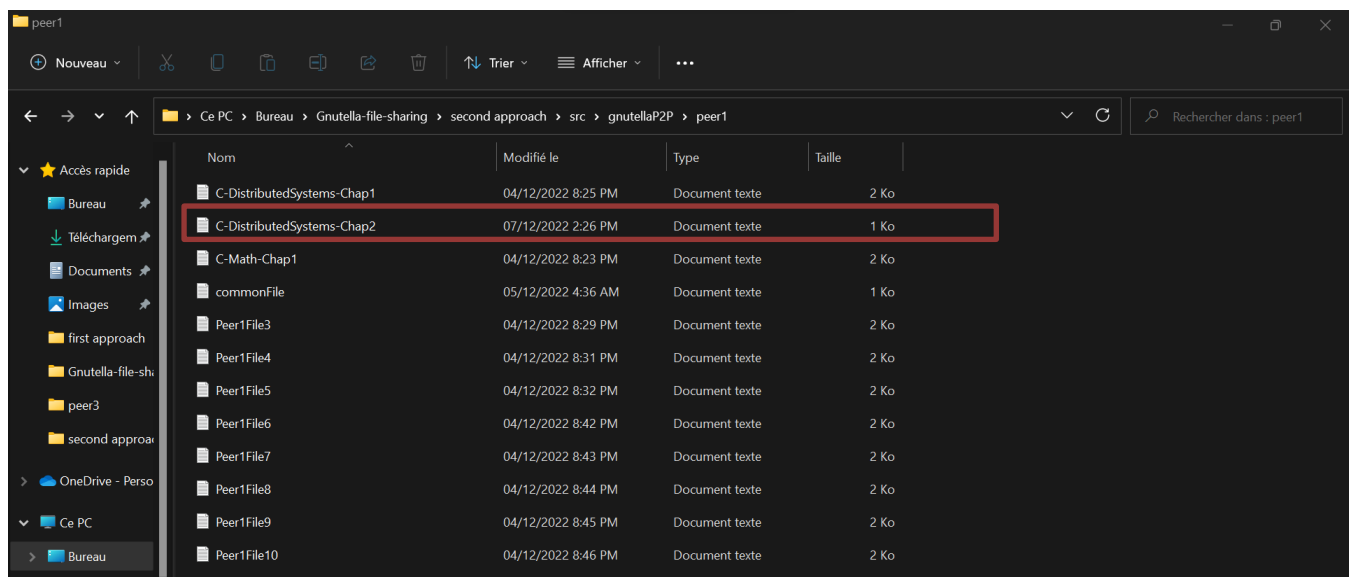 peer1
Nouveau Trier Afficher
Ce PC > Bureau > Gnutella-file-sharing > second approach > src > gnutellaP2P > peer1 Rechercher dans : peer1
Nom Modifié le Type Taille
Accès rapide
Bureau
Téléchargem
Documents
Images
first approach
Gnutella-file-sha
peer3
second approac
OneDrive - Perso
Ce PC
Bureau
C-DistributedSystems-Chap1 04/12/2022 8:25 PM Document texte 2 Ko
C-DistributedSystems-Chap2 07/12/2022 2:26 PM Document texte 1 Ko
C-Math-Chap1 04/12/2022 8:23 PM Document texte 2 Ko
commonFile 05/12/2022 4:36 AM Document texte 1 Ko
Peer1File3 04/12/2022 8:29 PM Document texte 2 Ko
Peer1File4 04/12/2022 8:31 PM Document texte 2 Ko
Peer1File5 04/12/2022 8:32 PM Document texte 2 Ko
Peer1File6 04/12/2022 8:42 PM Document texte 2 Ko
Peer1File7 04/12/2022 8:43 PM Document texte 2 Ko
Peer1File8 04/12/2022 8:44 PM Document texte 2 Ko
Peer1File9 04/12/2022 8:45 PM Document texte 2 Ko
Peer1File10 04/12/2022 8:46 PM Document texte 2 Ko